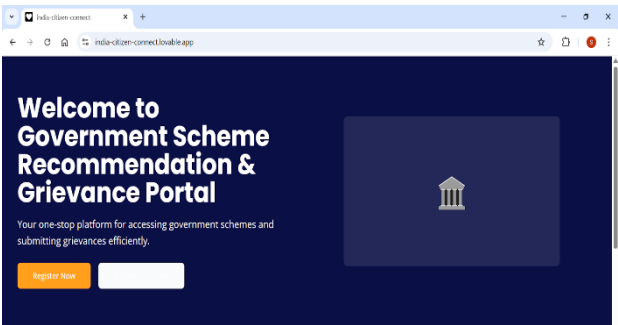 india-citizen-connect
india-citizen-connect.lovable.app
S
Welcome to
Government Scheme
Recommendation &
Grievance Portal
Your one-stop platform for accessing government schemes and
submitting grievances efficiently.
Register Now